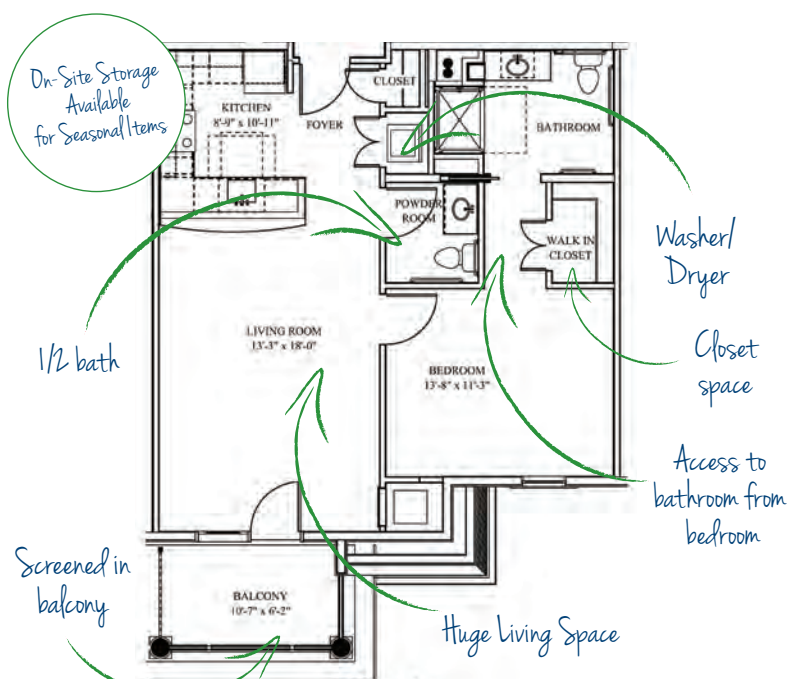 On-Site Storage
Available
for Seasonal Items
KITCHEN
8'-9" x 10'-11"
FOYER
CLOSET
BATHROOM
POWDER
ROOM
WALK IN
CLOSET
Washer/
Dryer
1/2 bath
LIVING ROOM
13'-3" x 18'-0"
BEDROOM
13'-8" x 11'-3"
Closet
space
Access to
bathroom from
bedroom
Screened in
balcony
BALCONY
10'-7" x 6'-2"
Huge Living Space